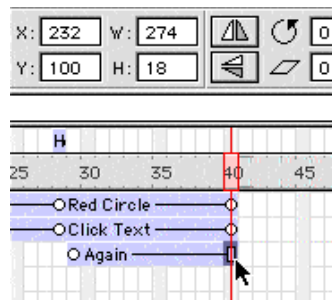 X: 232 W: 274 0
Y: 100 H: 18 0
H
25 30 35 40 45
Red Circle
Click Text
Again